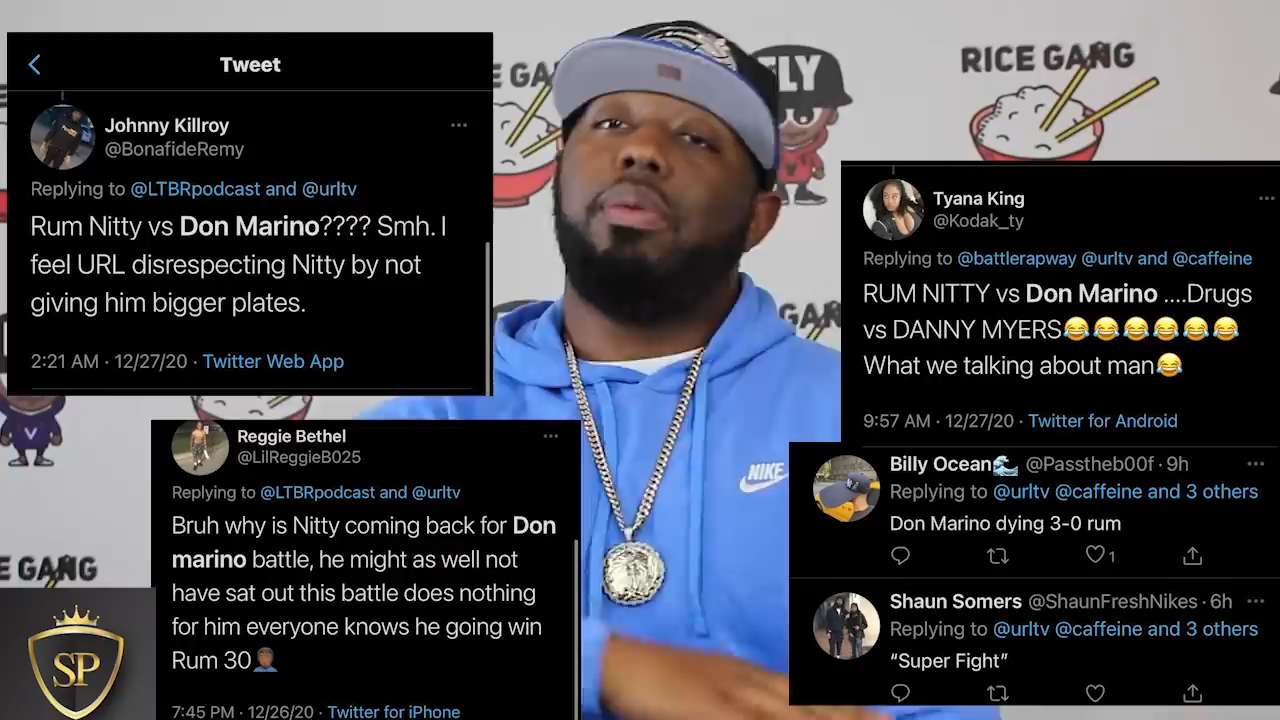 Tweet
Johnny Killroy
@BonafideRemy
Replying to @LTBRpodcast and @urltv
Rum Nitty vs Don Marino???? Smh. I
feel URL disrespecting Nitty by not
giving him bigger plates.
2:21 AM · 12/27/20 · Twitter Web App
Reggie Bethel
@LilReggieB025
Replying to @LTBRpodcast and @urltv
Bruh why is Nitty coming back for Don
marino battle, he might as well not
have sat out this battle does nothing
for him everyone knows he going win
Rum 30🤦🏾‍♂️
7:45 PM · 12/26/20 · Twitter for iPhone
Tyana King
@Kodak_ty
Replying to @battlerapway @urltv and @caffeine
RUM NITTY vs Don Marino ....Drugs
vs DANNY MYERS😂😂😂😂😂😂
What we talking about man😂
9:57 AM · 12/27/20 · Twitter for Android
Billy Ocean🌊 @Passtheb00f · 9h
Replying to @urltv @caffeine and 3 others
Don Marino dying 3-0 rum
1
Shaun Somers @ShaunFreshNikes · 6h
Replying to @urltv @caffeine and 3 others
“Super Fight”
RICE GANG
FLY
E GA
GAR
E GANG
NIKE
SP
V